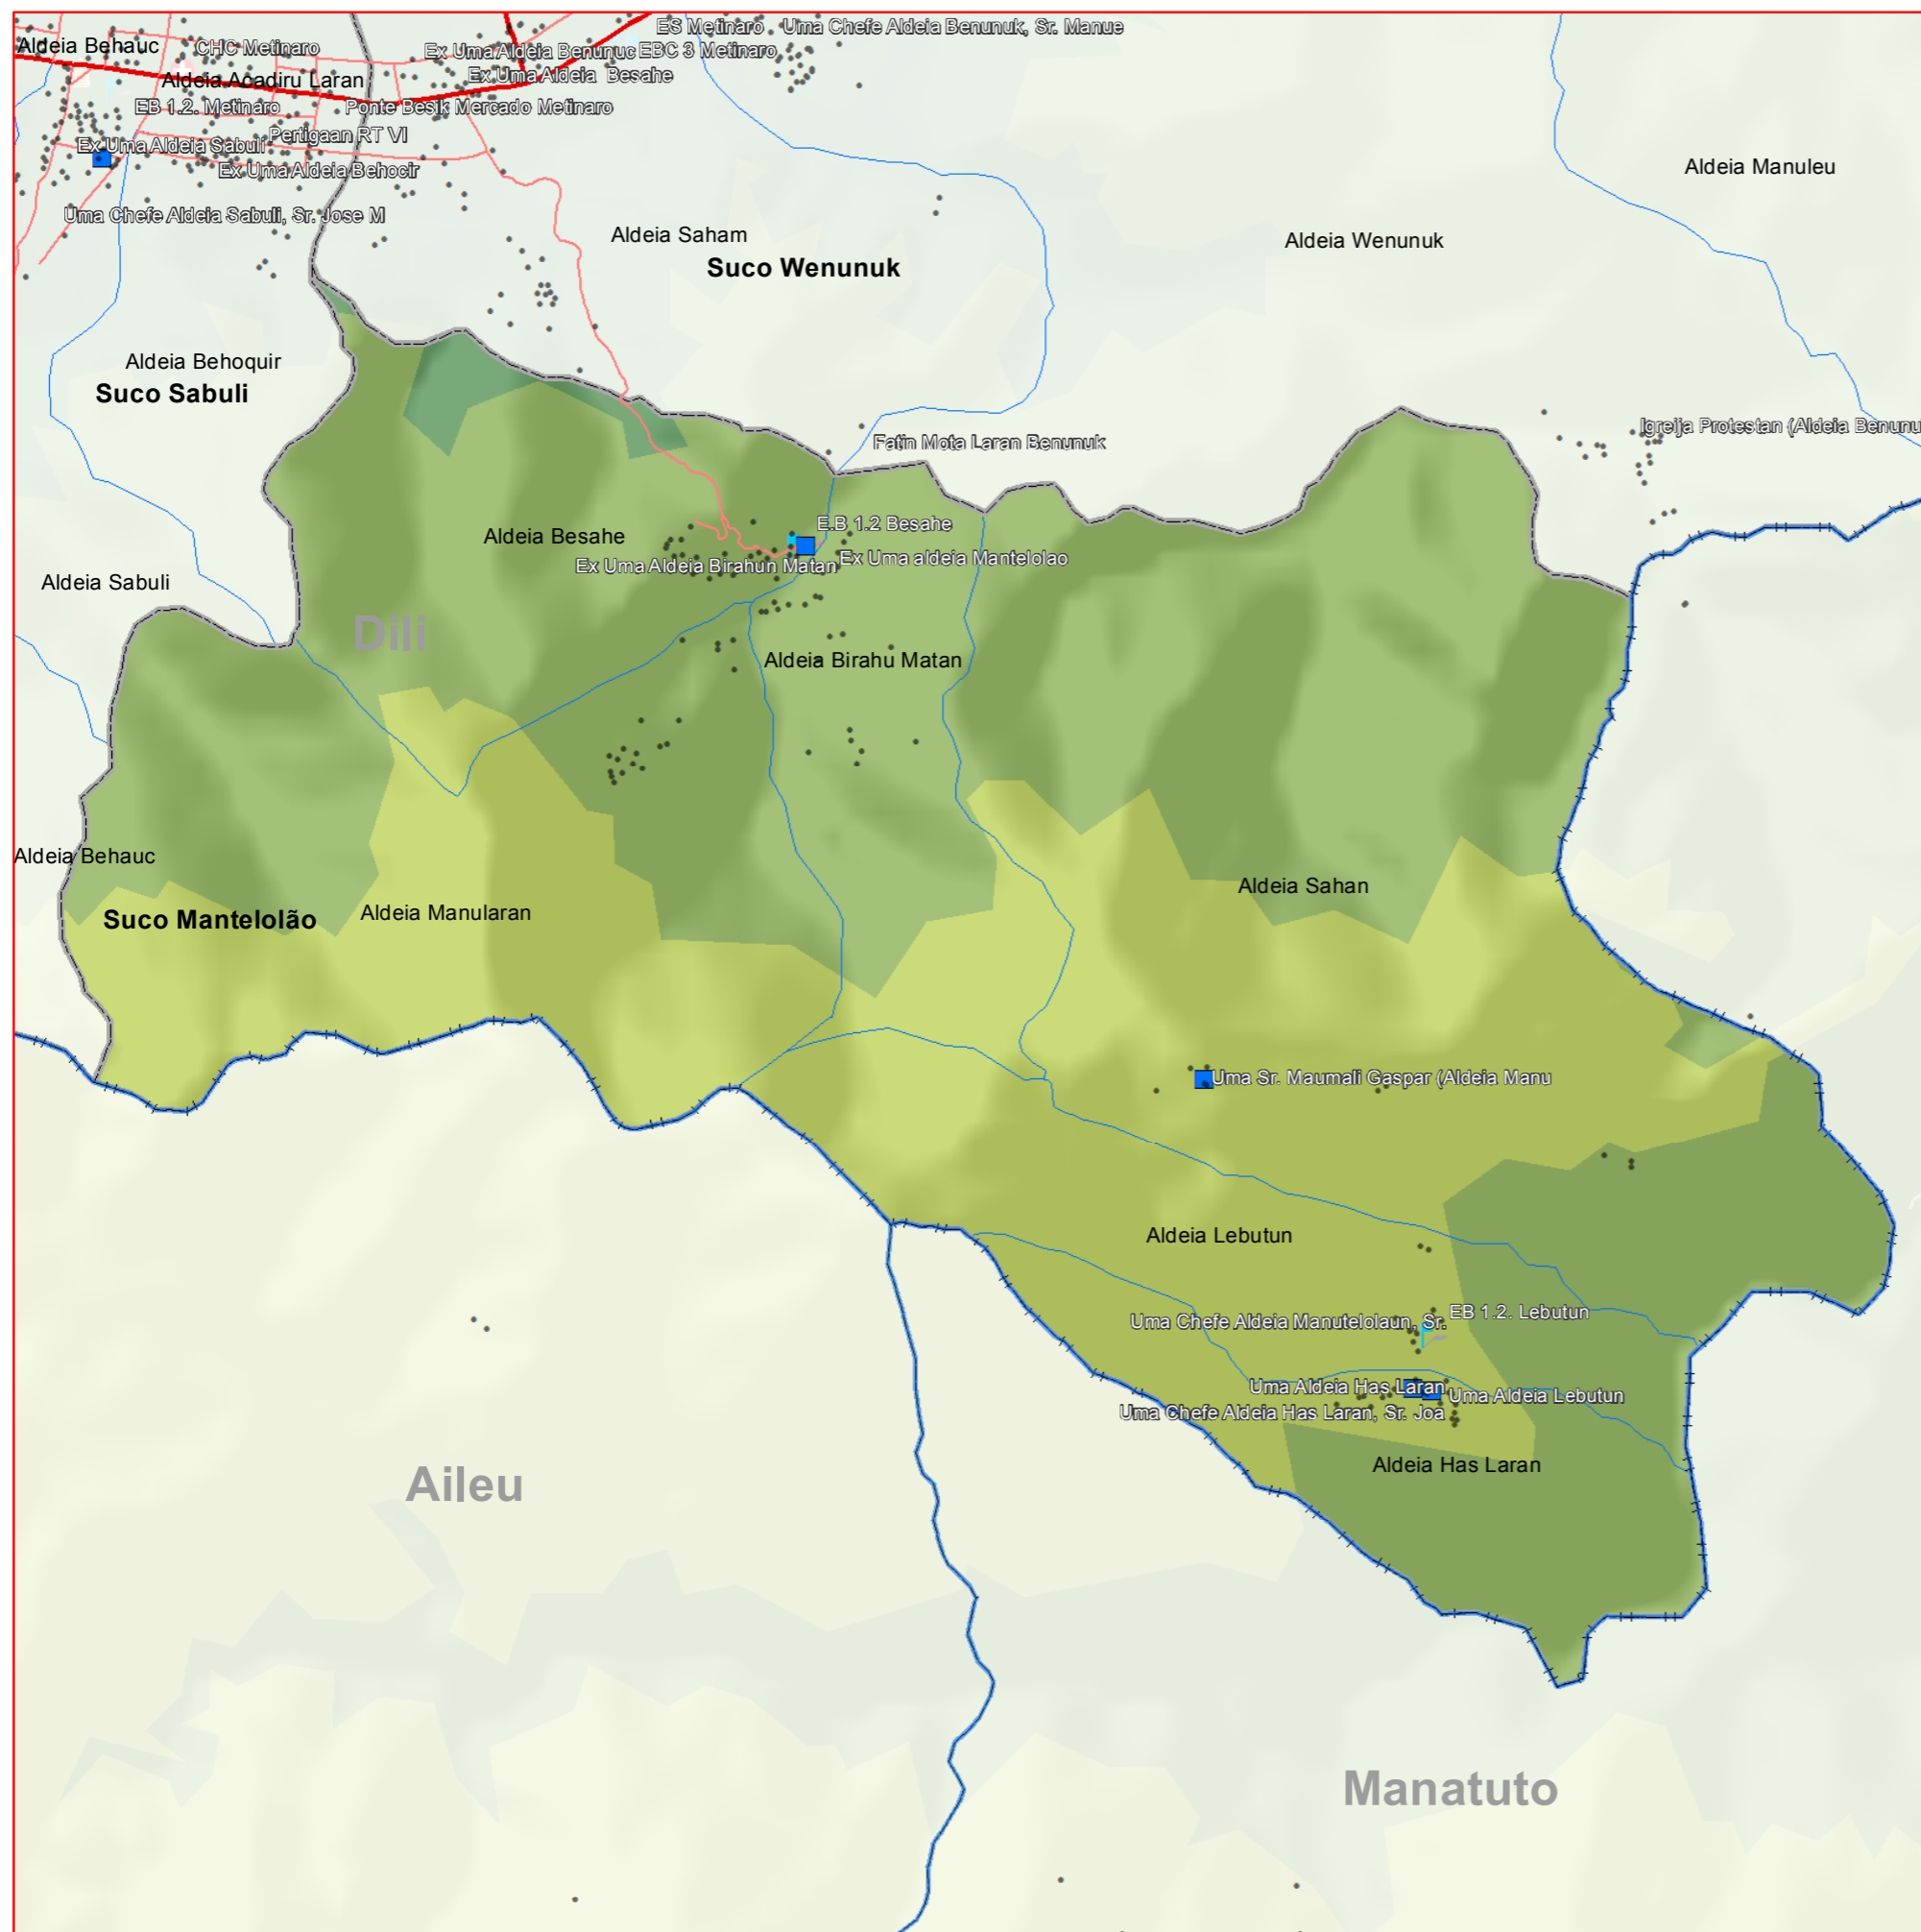 ES Metinaro
Uma Chefe Aldeia Benunuk, Sr. Manue
Aldeia Behauc
CHC Metinaro
Ex Uma Aldeia Benunuc
EBC 3 Metinaro
Aldeia Acadiru Laran
Ex Uma Aldeia Besahe
EB 1.2. Metinaro
Ponte Besik Mercado Metinaro
Pertigaan RT VI
Ex Uma Aldeia Sabuli
Ex Uma Aldeia Behocir
Aldeia Manuleu
Uma Chefe Aldeia Sabuli, Sr. Jose M
Aldeia Saham
Aldeia Wenunuk
Suco Wenunuk
Aldeia Behoquir
Suco Sabuli
Igreija Protestan (Aldeia Benunu
Fatin Mota Laran Benunuk
E.B 1.2 Besahe
Aldeia Besahe
Ex Uma aldeia Mantelolao
Ex Uma Aldeia Birahun Matan
Aldeia Sabuli
Dili
Aldeia Birahu Matan
Aldeia Behauc
Aldeia Sahan
Suco Mantelolão
Aldeia Manularan
Uma Sr. Maumali Gaspar (Aldeia Manu
Aldeia Lebutun
EB 1.2. Lebutun
Uma Chefe Aldeia Manutelolaun, Sr.
Uma Aldeia Has Laran
Uma Aldeia Lebutun
Uma Chefe Aldeia Has Laran, Sr. Joa
Aldeia Has Laran
Aileu
Manatuto